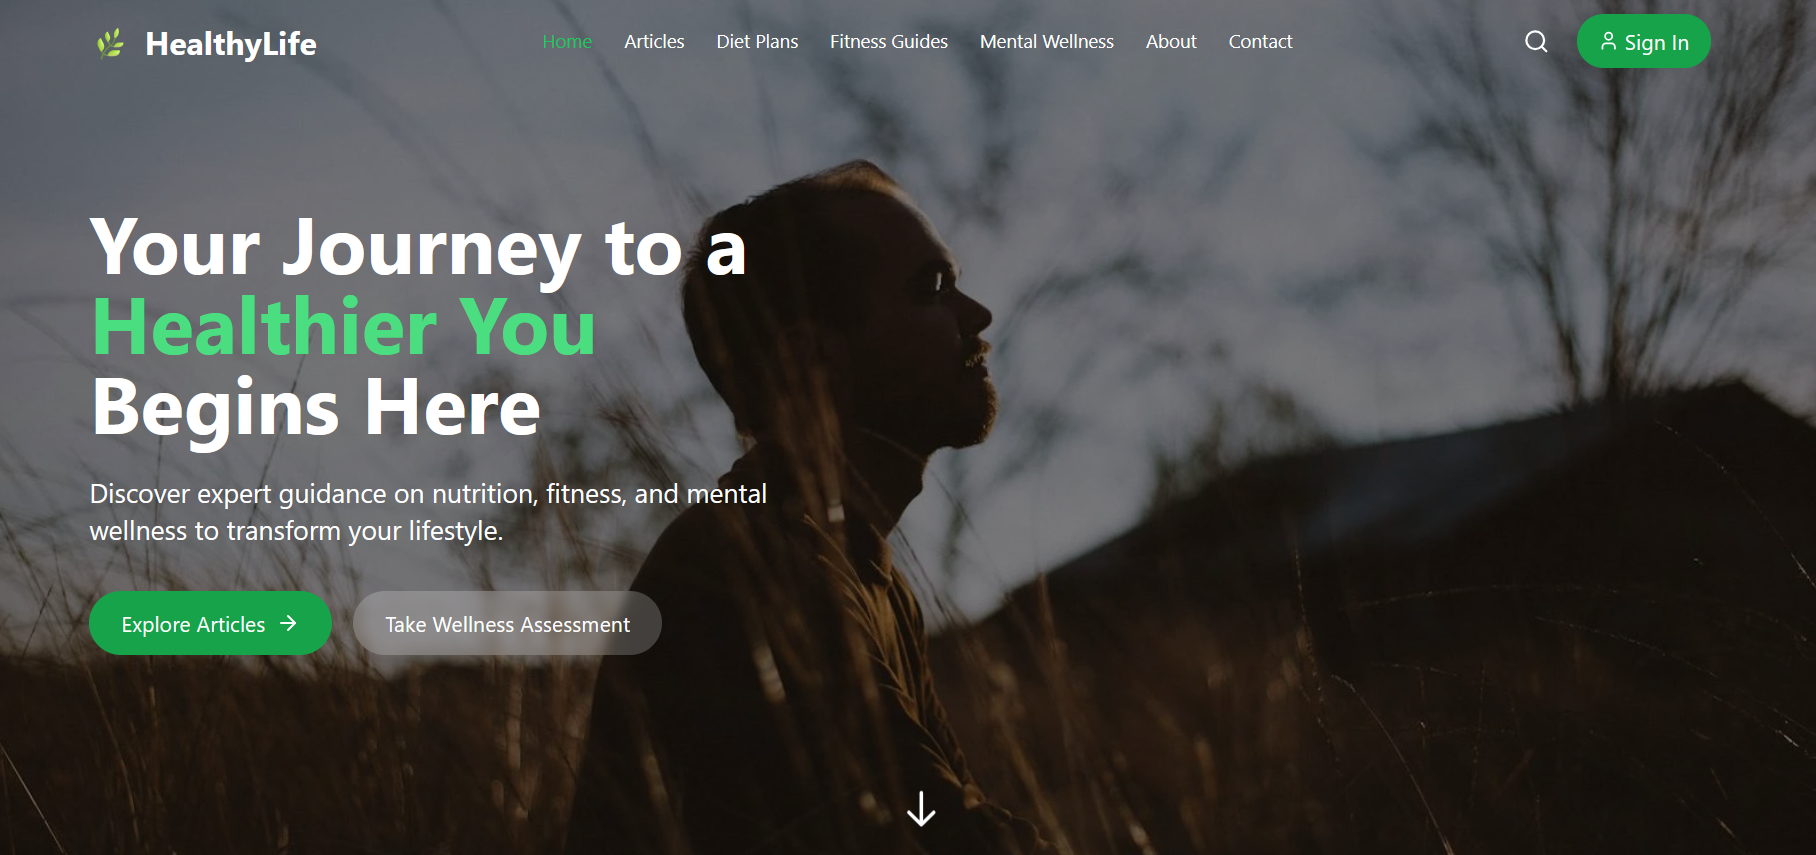 HealthyLife
Home
Articles
Diet Plans
Fitness Guides
Mental Wellness
About
Contact
Sign In
Your Journey to a
Healthier You
Begins Here
Discover expert guidance on nutrition, fitness, and mental
wellness to transform your lifestyle.
Explore Articles
Take Wellness Assessment